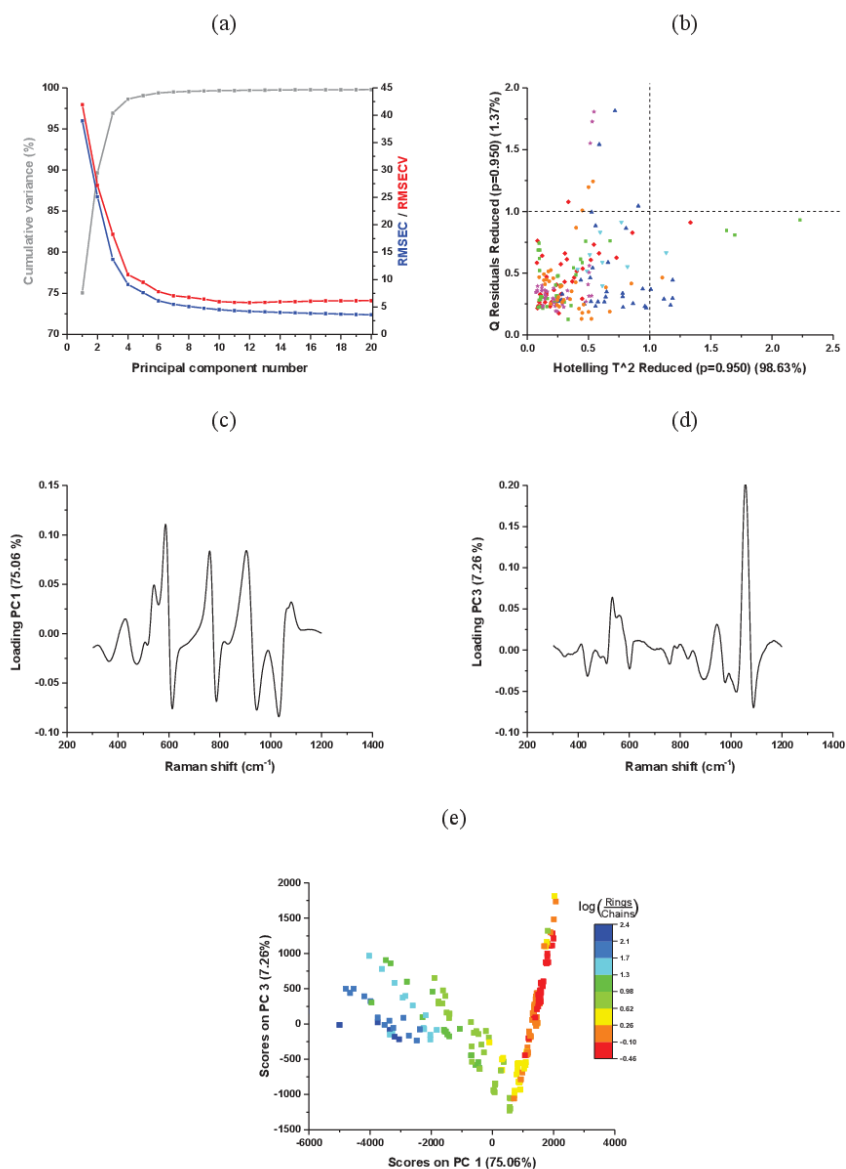 (a)
(b)
100
95
90
85
80
75
70
Cumulative variance (%)
45
40
35
30
25
20
15
10
5
0
RMSEC / RMSECV
0 2 4 6 8 10 12 14 16 18 20
Principal component number
2.0
1.5
1.0
0.5
0.0
Q Residuals Reduced (p=0.950) (1.37%)
0.0 0.5 1.0 1.5 2.0 2.5
Hotelling T^2 Reduced (p=0.950) (98.63%)
(c)
(d)
0.15
0.10
0.05
0.00
-0.05
-0.10
Loading PC1 (75.06 %)
200 400 600 800 1000 1200 1400
Raman shift (cm-1)
0.20
0.15
0.10
0.05
0.00
-0.05
-0.10
Loading PC3 (7.26 %)
200 400 600 800 1000 1200 1400
Raman shift (cm-1)
(e)
2000
1500
1000
500
0
-500
-1000
-1500
Scores on PC 3 (7.26%)
-6000 -4000 -2000 0 2000 4000
Scores on PC 1 (75.06%)
log(Rings/Chains)
2.4
2.1
1.7
1.3
0.98
0.62
0.26
-0.10
-0.46